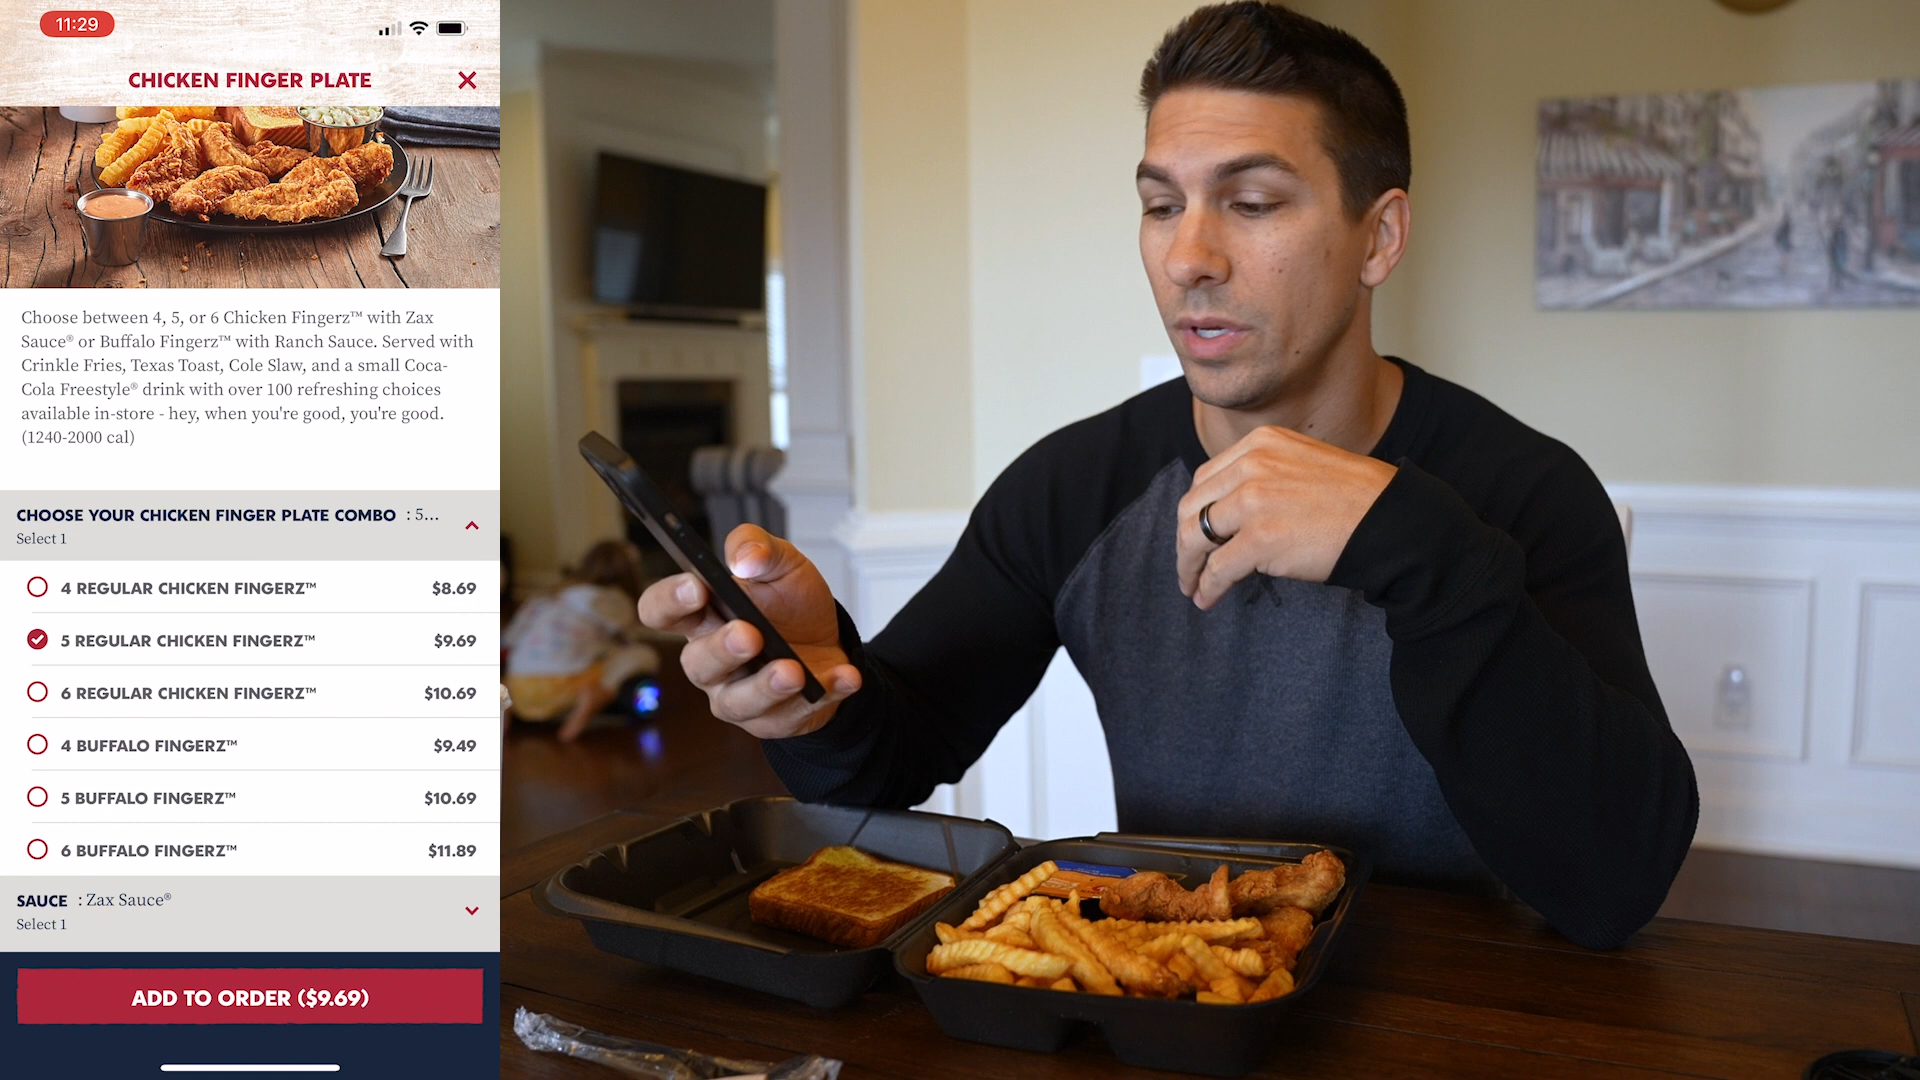 11:29
CHICKEN FINGER PLATE
Choose between 4, 5, or 6 Chicken Fingerz™ with Zax
Sauce® or Buffalo Fingerz™ with Ranch Sauce. Served with
Crinkle Fries, Texas Toast, Cole Slaw, and a small Coca-
Cola Freestyle® drink with over 100 refreshing choices
available in-store - hey, when you're good, you're good.
(1240-2000 cal)
CHOOSE YOUR CHICKEN FINGER PLATE COMBO : 5...
Select 1
4 REGULAR CHICKEN FINGERZ™ $8.69
5 REGULAR CHICKEN FINGERZ™ $9.69
6 REGULAR CHICKEN FINGERZ™ $10.69
4 BUFFALO FINGERZ™ $9.49
5 BUFFALO FINGERZ™ $10.69
6 BUFFALO FINGERZ™ $11.89
SAUCE : Zax Sauce®
Select 1
ADD TO ORDER ($9.69)